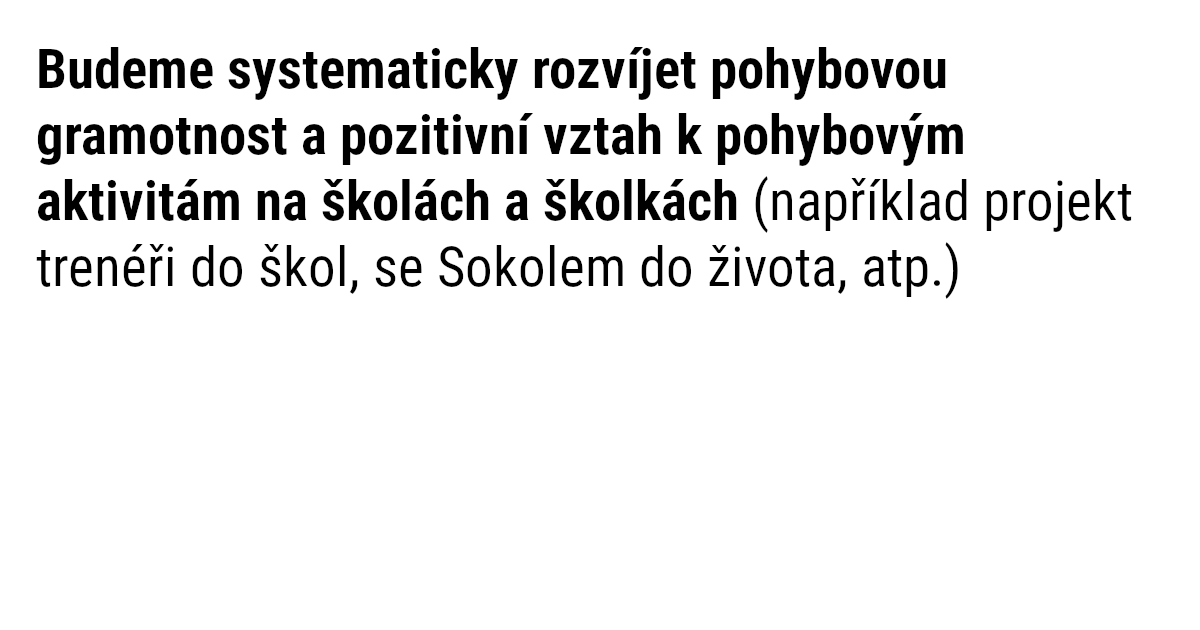 Budeme systematicky rozvíjet pohybovou
gramotnost a pozitivní vztah k pohybovým
aktivitám na školách a školkách (například projekt
trenéři do škol, se Sokolem do života, atp.)